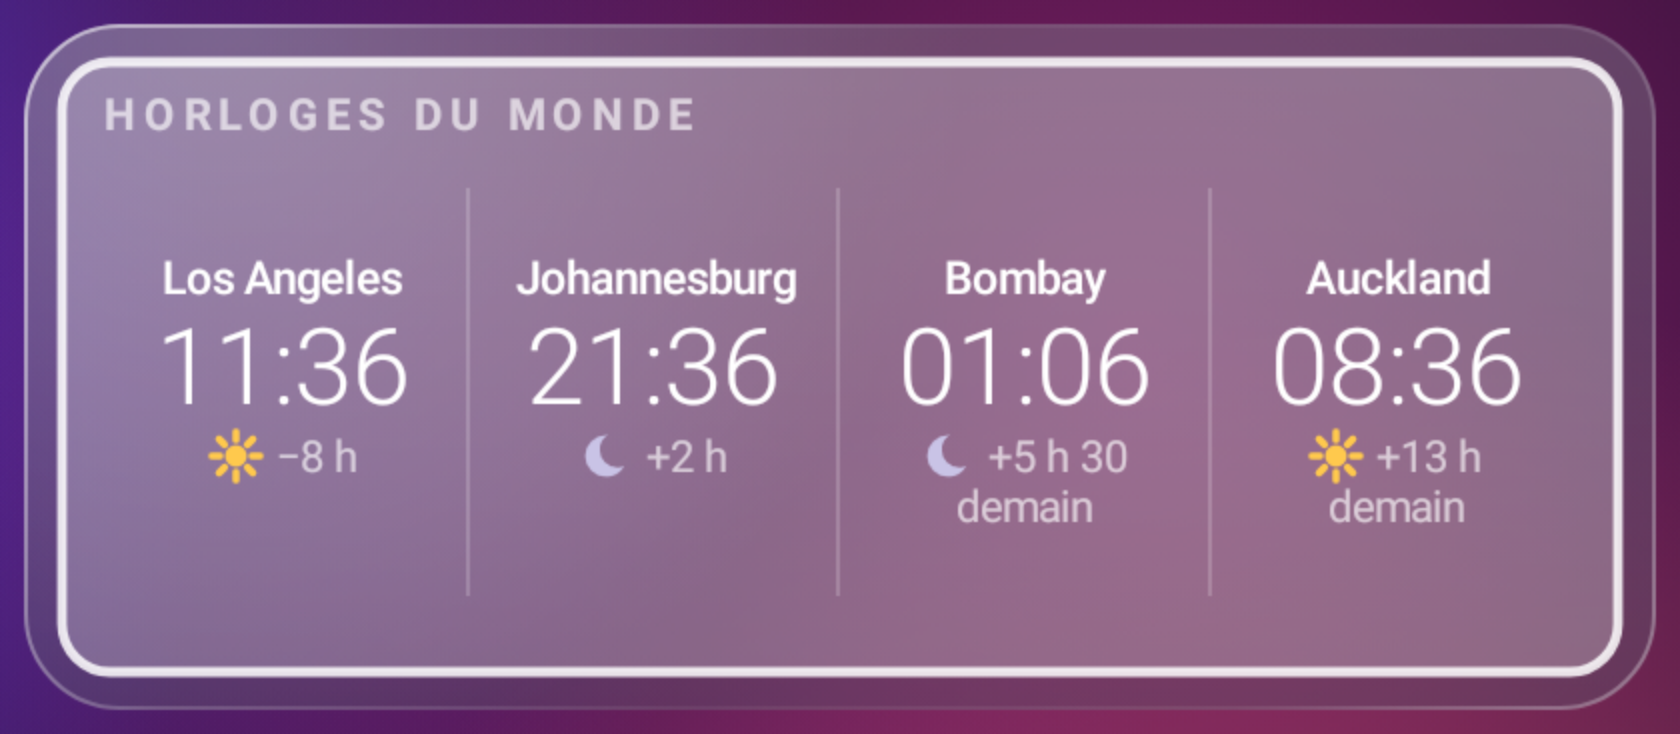 HORLOGES DU MONDE
Los Angeles
11:36
−8 h
Johannesburg
21:36
+2 h
Bombay
01:06
+5 h 30
demain
Auckland
08:36
+13 h
demain